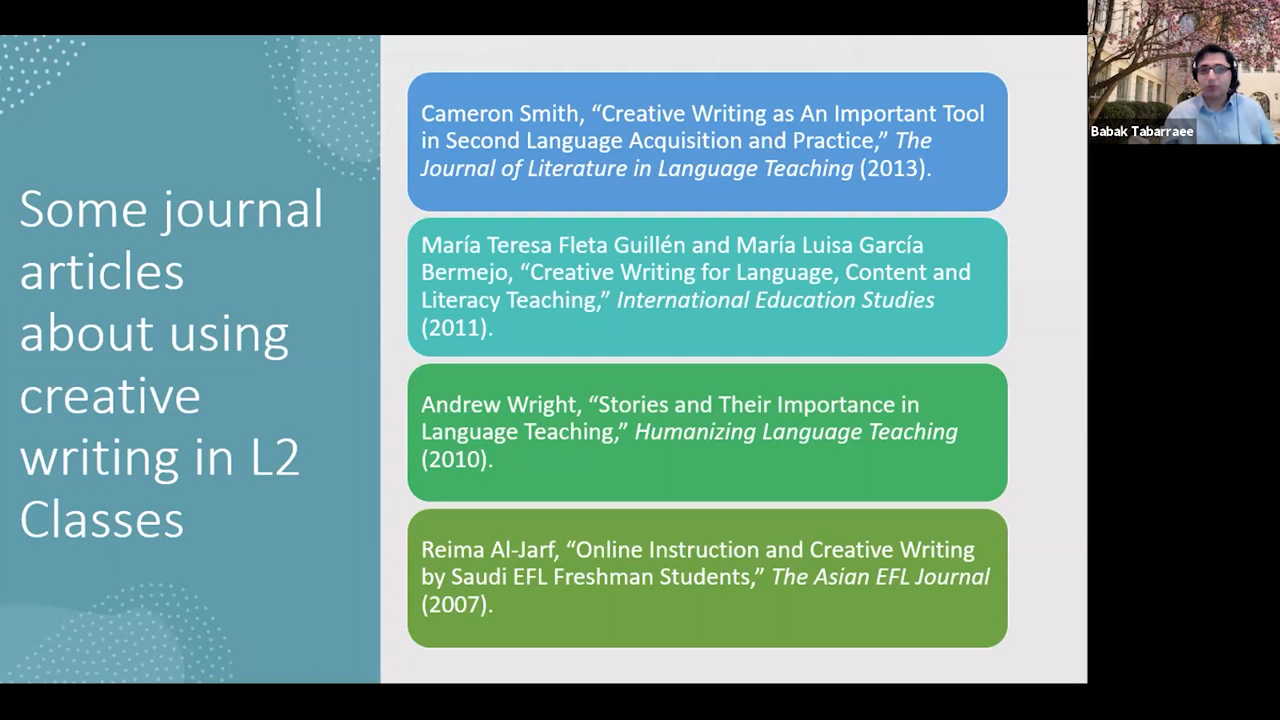 Some journal
articles
about using
creative
writing in L2
Classes
Cameron Smith, “Creative Writing as An Important Tool
in Second Language Acquisition and Practice,” The
Journal of Literature in Language Teaching (2013).
María Teresa Fleta Guillén and María Luisa García
Bermejo, “Creative Writing for Language, Content and
Literacy Teaching,” International Education Studies
(2011).
Andrew Wright, “Stories and Their Importance in
Language Teaching,” Humanizing Language Teaching
(2010).
Reima Al-Jarf, “Online Instruction and Creative Writing
by Saudi EFL Freshman Students,” The Asian EFL Journal
(2007).
Babak Tabarraee